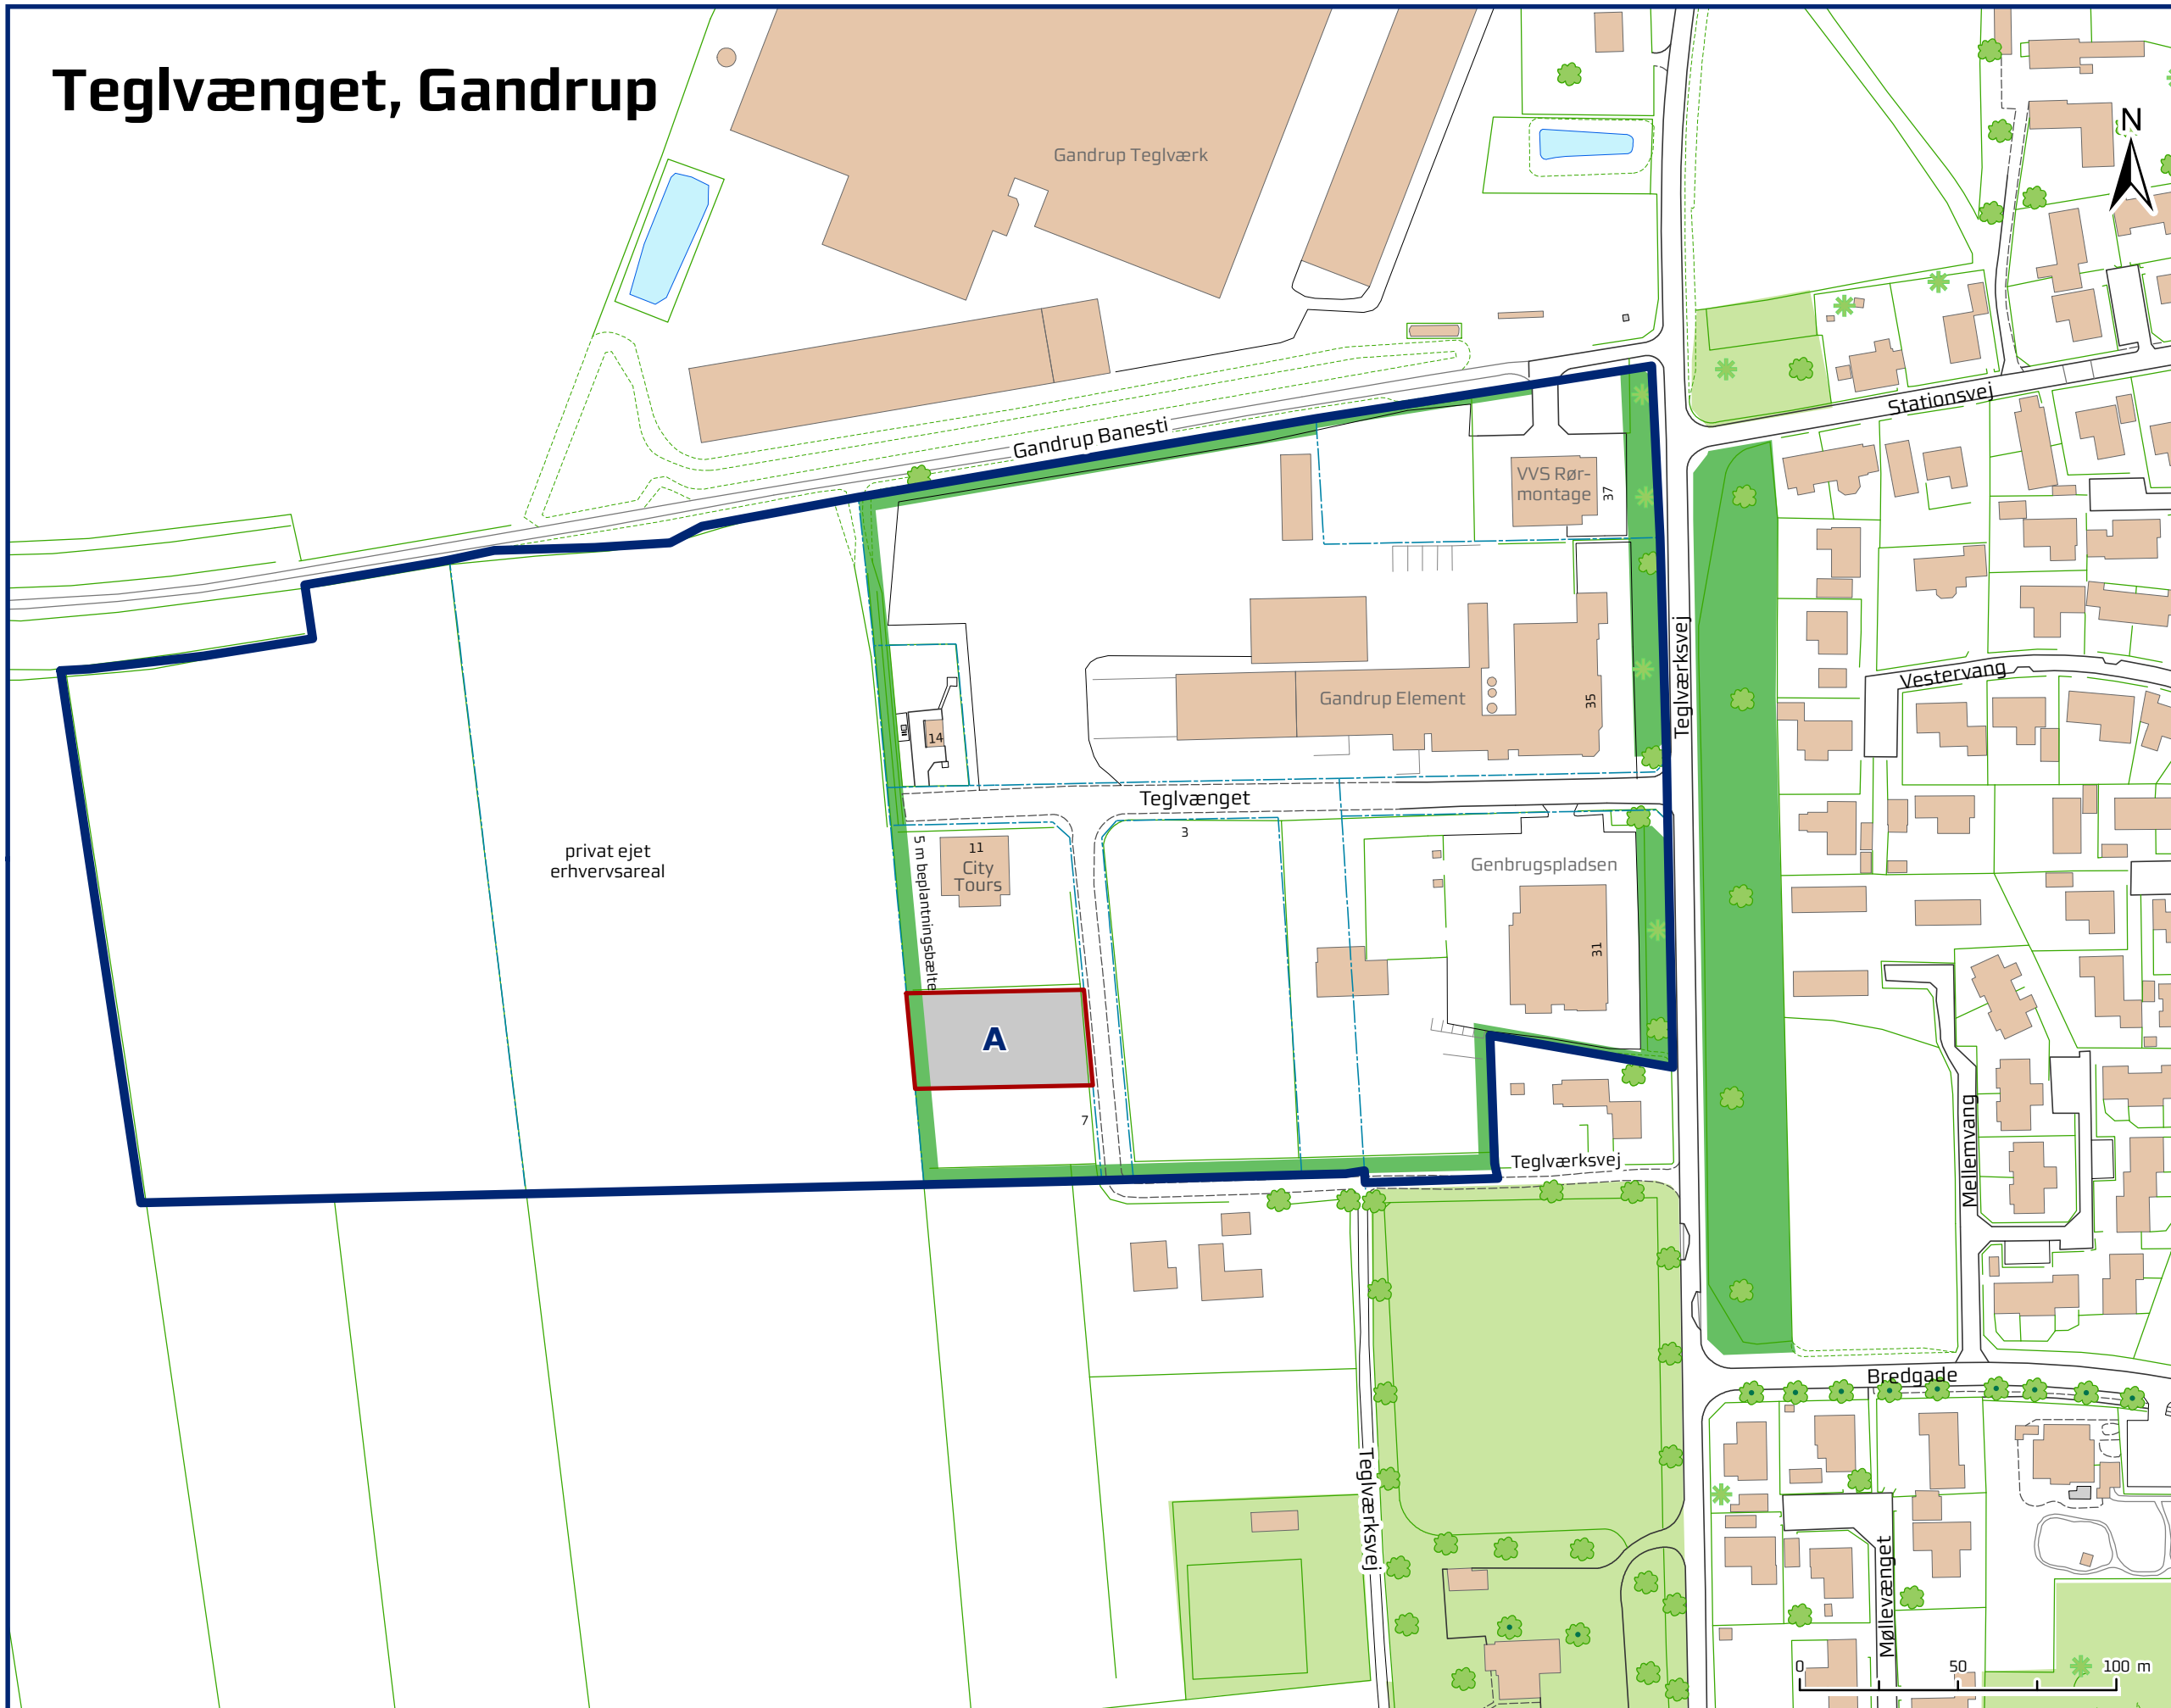 Teglvænget, Gandrup
N
Gandrup Teglværk
Stationsvej
Gandrup Banesti
VVS Rør-
montage
37
Teglværksvej
Vestervang
Gandrup Element
35
14
Teglvænget
3
privat ejet
erhvervsareal
5 m beplantningsbælte
11
City
Tours
Genbrugspladsen
31
A
7
Teglværksvej
Mellemvang
Bredgade
Teglværksvej
Møllevænget
0 50 100 m